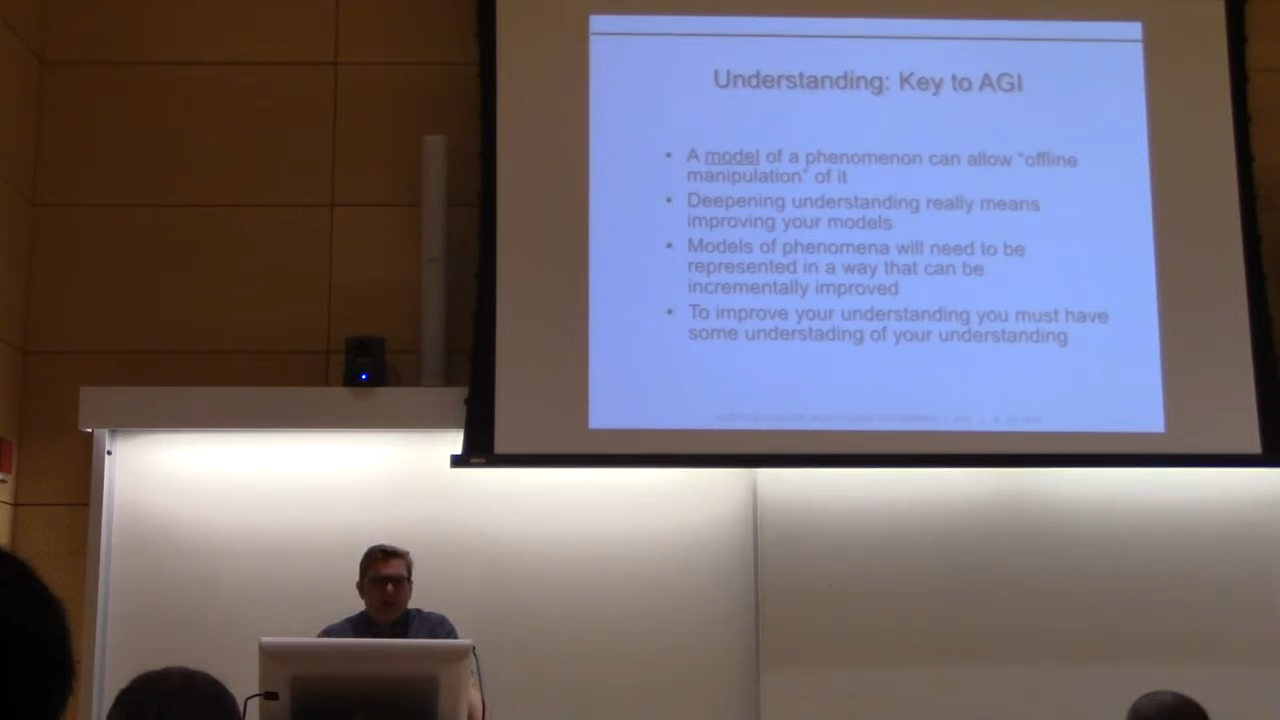 Understanding: Key to AGI
• A model of a phenomenon can allow "offline
manipulation" of it
• Deepening understanding really means
improving your models
• Models of phenomena will need to be
represented in a way that can be
incrementally improved
• To improve your understanding you must have
some understading of your understanding